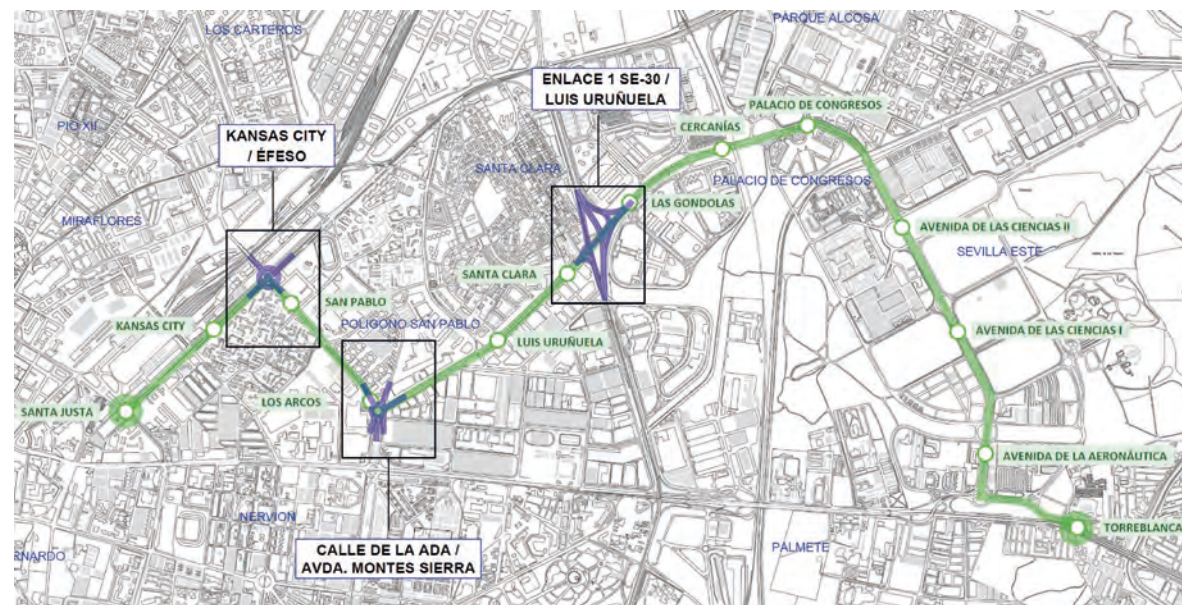 LOS CARTEROS
PARQUE ALCOSA
ENLACE 1 SE-30 /
LUIS URUÑUELA
PALACIO DE CONGRESOS
CERCANÍAS
PIO XII
KANSAS CITY
/ ÉFESO
SANTA CLARA
PALACIO DE CONGRESOS
LAS GONDOLAS
MIRAFLORES
AVENIDA DE LAS CIENCIAS II
SEVILLA ESTE
SANTA CLARA
SAN PABLO
KANSAS CITY
POLIGONO SAN PABLO
AVENIDA DE LAS CIENCIAS I
LUIS URUÑUELA
LOS ARCOS
SANTA JUSTA
AVENIDA DE LA AERONÁUTICA
NERVION
TORREBLANCA
CALLE DE LA ADA /
AVDA. MONTES SIERRA
PALMETE
RNARDO